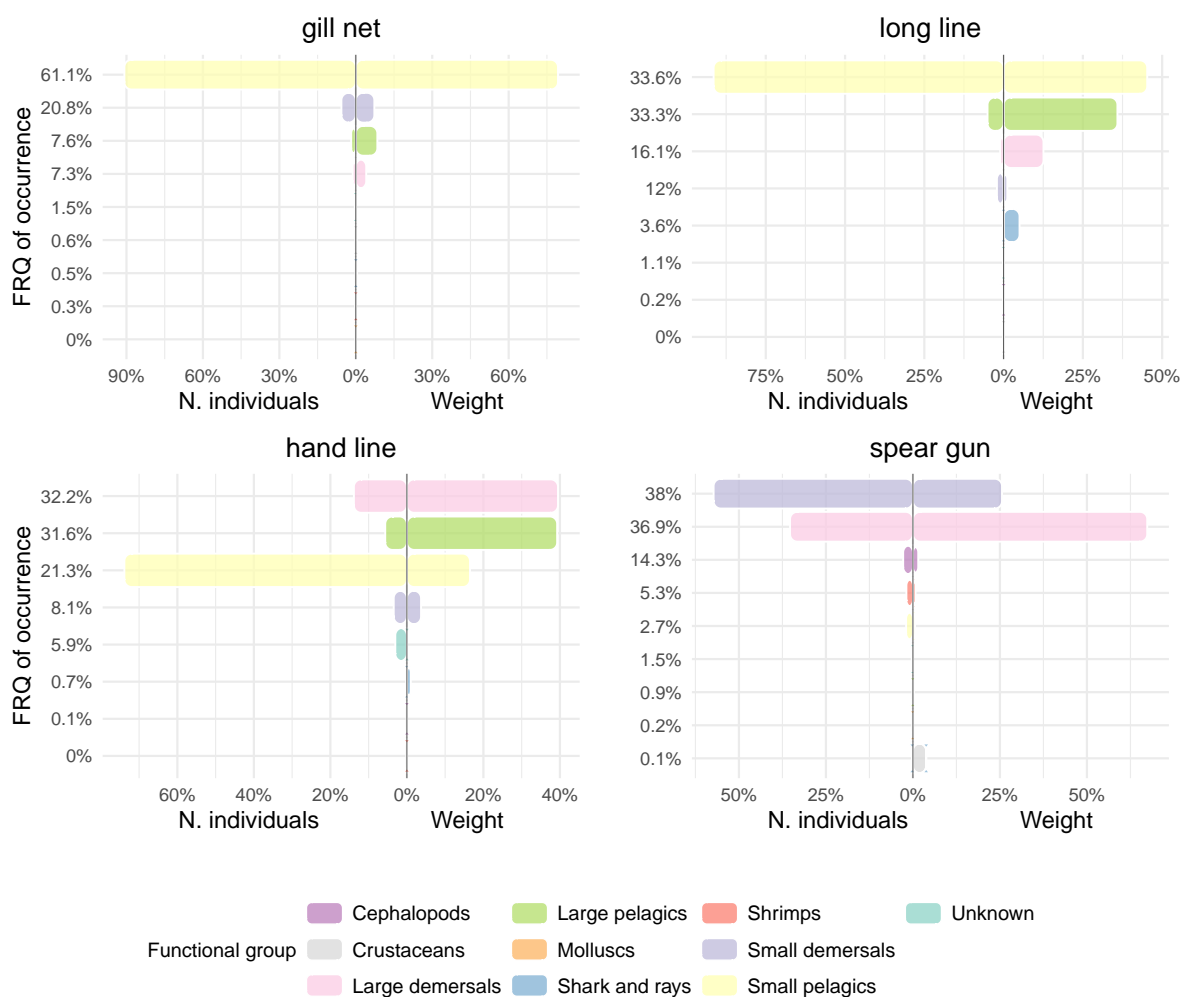 gill net
61.1%
20.8%
7.6%
7.3%
1.5%
0.6%
0.5%
0.3%
0%
FRQ of occurrence
90% 60% 30% 0% 30% 60%
N. individuals Weight
long line
33.6%
33.3%
16.1%
12%
3.6%
1.1%
0.2%
0%
75% 50% 25% 0% 25% 50%
N. individuals Weight
hand line
32.2%
31.6%
21.3%
8.1%
5.9%
0.7%
0.1%
0%
FRQ of occurrence
60% 40% 20% 0% 20% 40%
N. individuals Weight
spear gun
38%
36.9%
14.3%
5.3%
2.7%
1.5%
0.9%
0.2%
0.1%
50% 25% 0% 25% 50%
N. individuals Weight
Functional group
Cephalopods Large pelagics Shrimps Unknown
Crustaceans Molluscs Small demersals
Large demersals Shark and rays Small pelagics